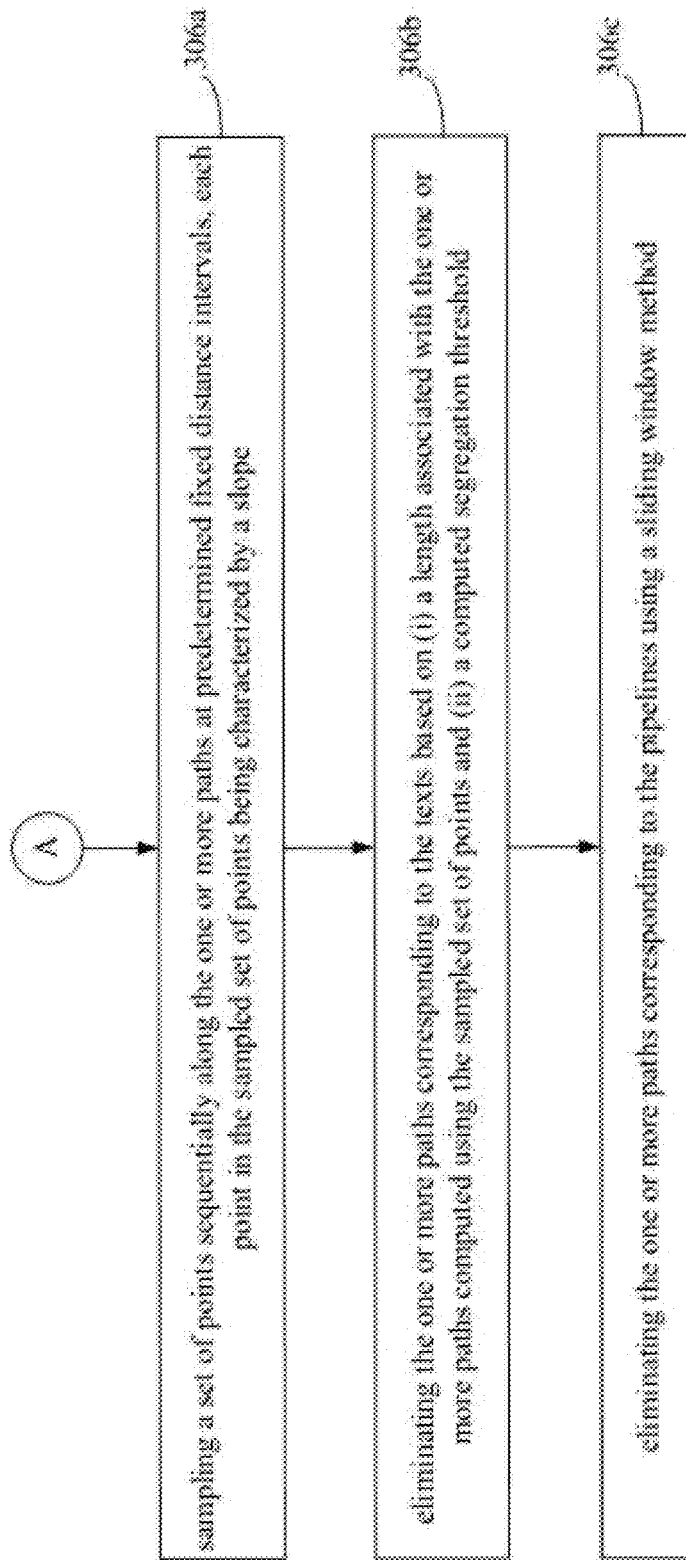 A
306a
sampling a set of points sequentially along the one or more paths at predetermined fixed distance intervals, each
point in the sampled set of points being characterized by a slope
306b
eliminating the one or more paths corresponding to the texts based on (i) a length associated with the one or
more paths computed using the sampled set of points and (ii) a computed segregation threshold
306c
eliminating the one or more paths corresponding to the pipelines using a sliding window method